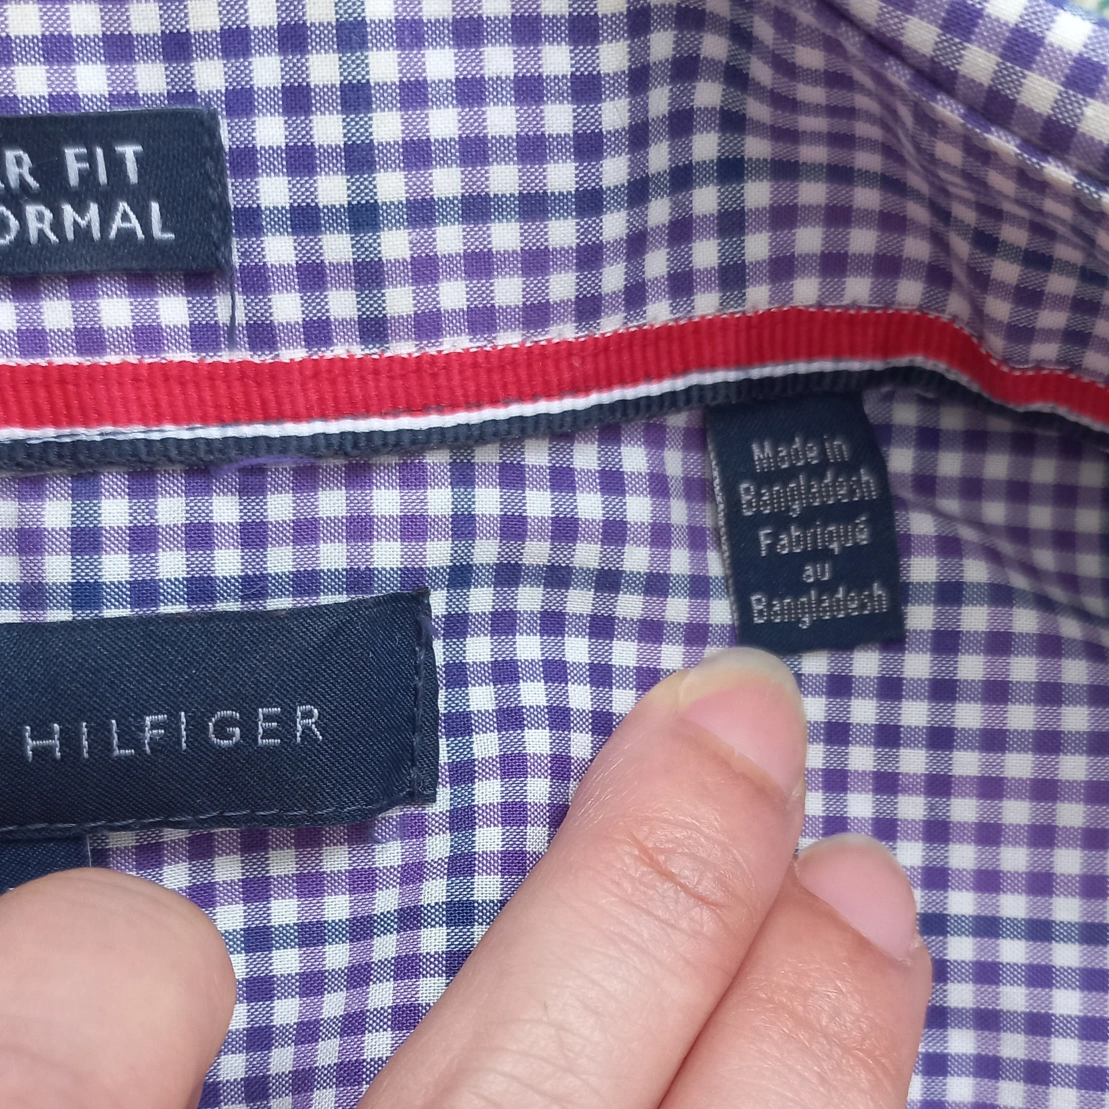 R FIT
ORMAL
Made in
Bangladesh
Fabriqué
au
Bangladesh
HILFIGER